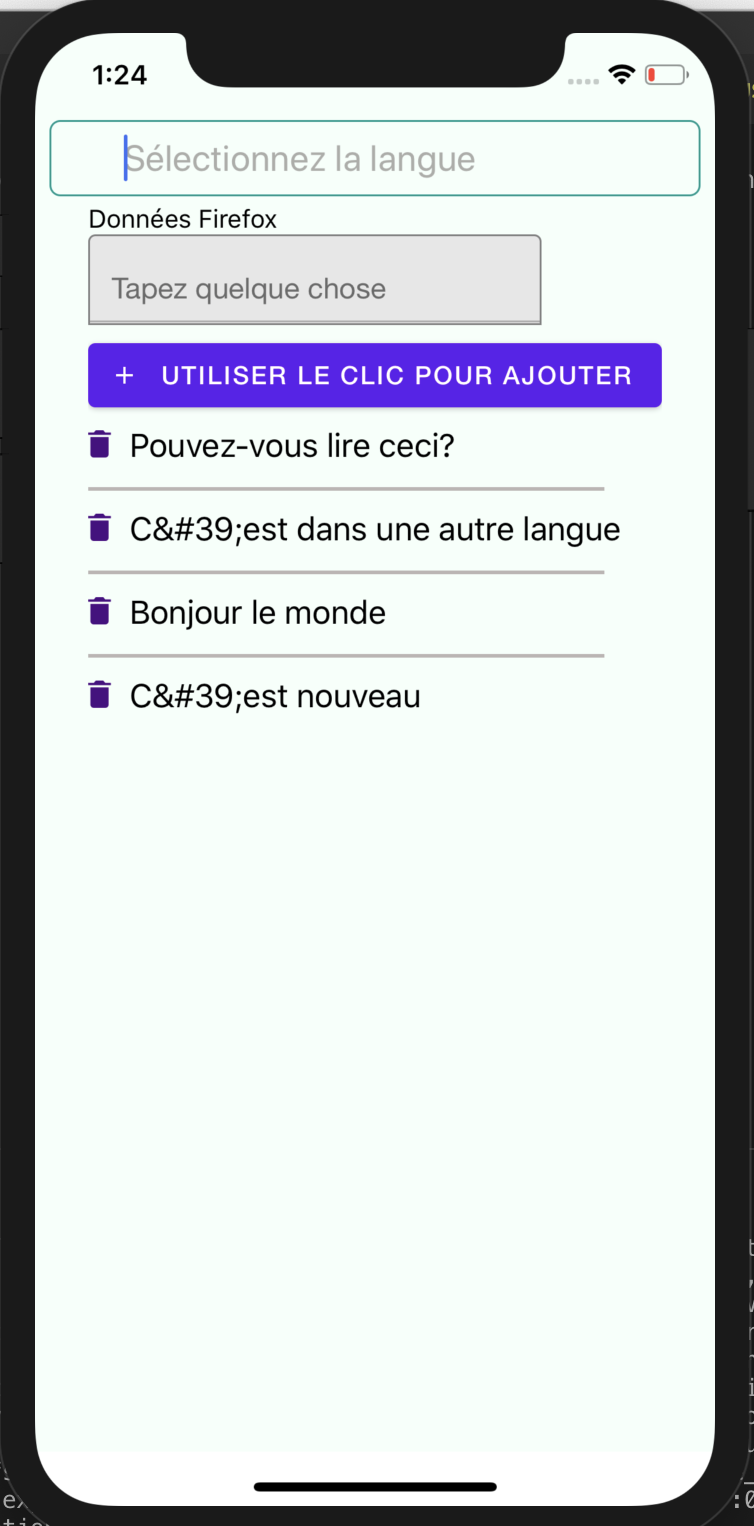 1:24
Sélectionnez la langue
Données Firefox
Tapez quelque chose
+ UTILISER LE CLIC POUR AJOUTER
Pouvez-vous lire ceci?
C&#39;est dans une autre langue
Bonjour le monde
C&#39;est nouveau